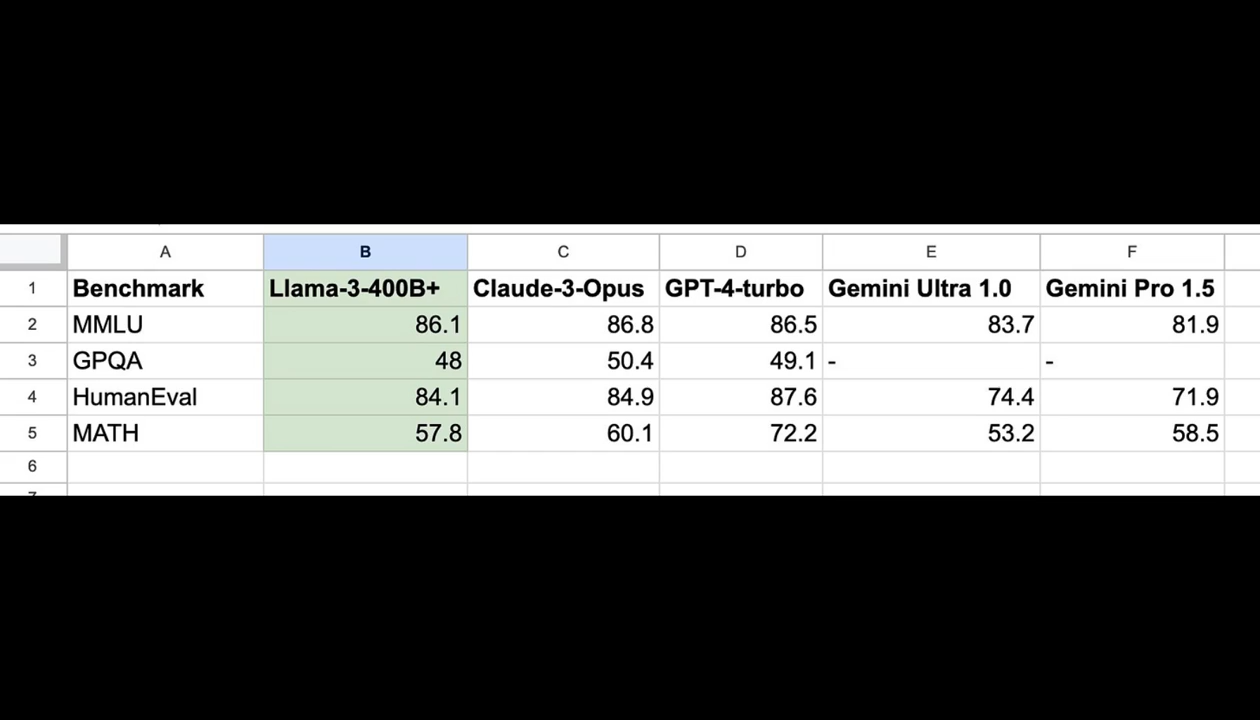 A B C D E F
1 Benchmark Llama-3-400B+ Claude-3-Opus GPT-4-turbo Gemini Ultra 1.0 Gemini Pro 1.5
2 MMLU 86.1 86.8 86.5 83.7 81.9
3 GPQA 48 50.4 49.1 - -
4 HumanEval 84.1 84.9 87.6 74.4 71.9
5 MATH 57.8 60.1 72.2 53.2 58.5
6